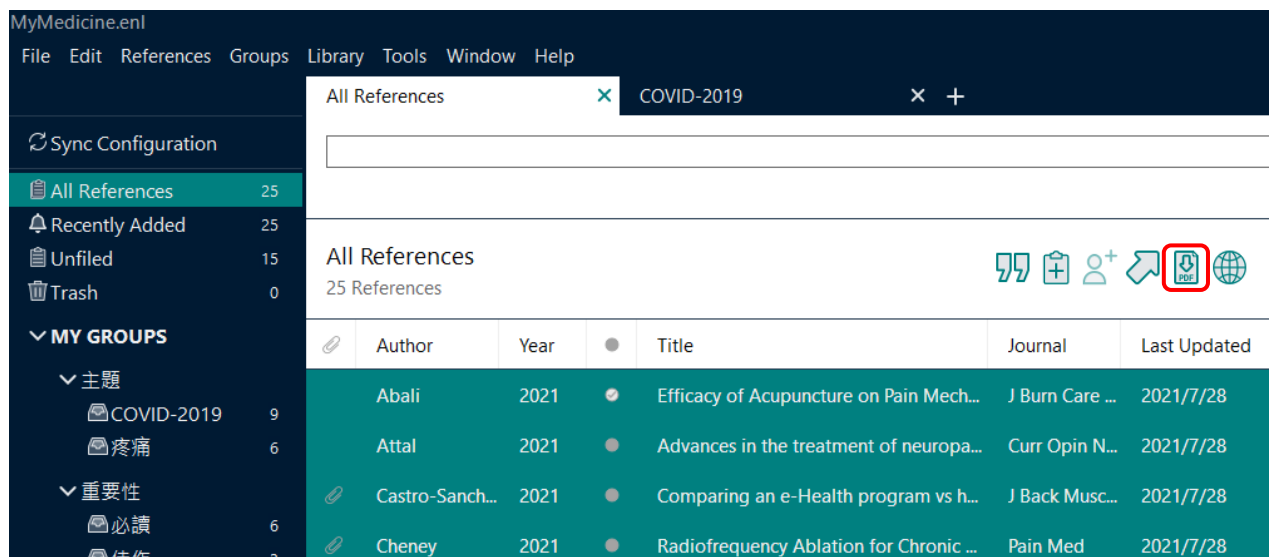 MyMedicine.enl
File Edit References Groups Library Tools Window Help
All References COVID-2019
Sync Configuration
All References 25
Recently Added 25
Unfiled 15
Trash 0
All References
25 References
PDF
MY GROUPS
主題
COVID-2019 9
疼痛 6
重要性
必讀 6
佳作
Author Year Title Journal Last Updated
Abali 2021 Efficacy of Acupuncture on Pain Mech... J Burn Care ... 2021/7/28
Attal 2021 Advances in the treatment of neuropa... Curr Opin N... 2021/7/28
Castro-Sanch... 2021 Comparing an e-Health program vs h... J Back Musc... 2021/7/28
Cheney 2021 Radiofrequency Ablation for Chronic ... Pain Med 2021/7/28